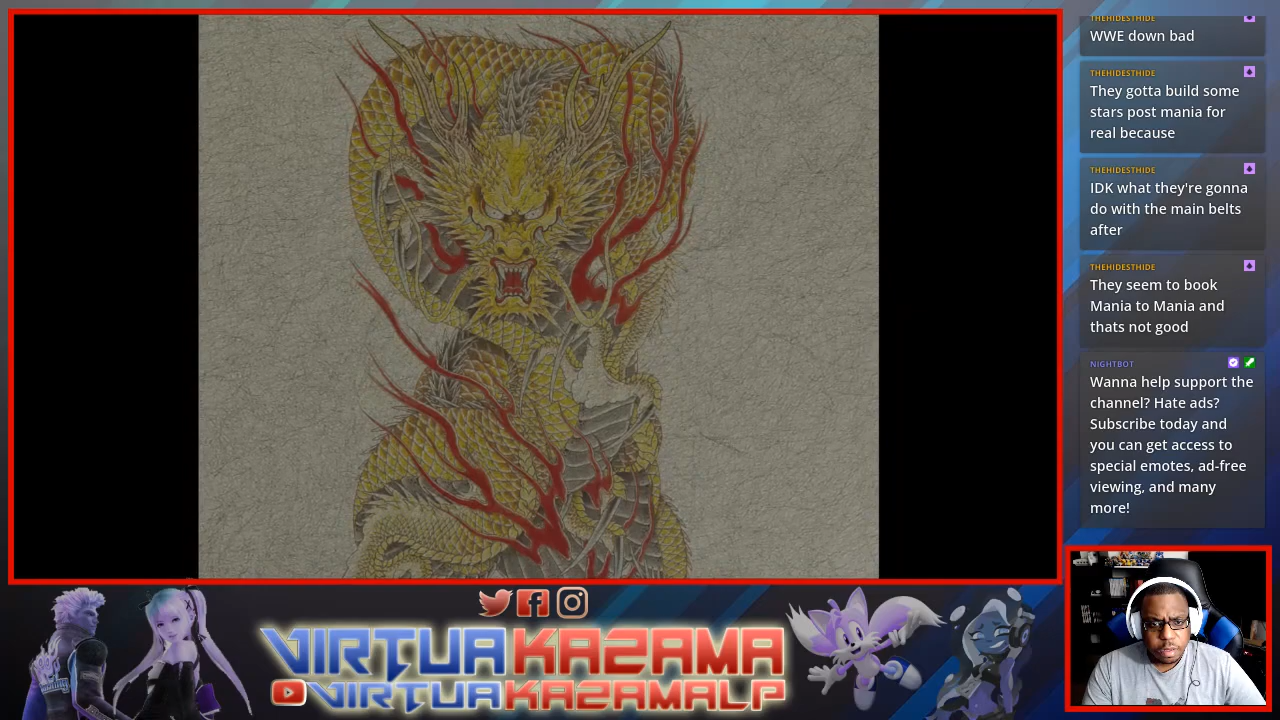 THEHIDESTHIDE
WWE down bad
THEHIDESTHIDE
They gotta build some
stars post mania for
real because
THEHIDESTHIDE
IDK what they're gonna
do with the main belts
after
THEHIDESTHIDE
They seem to book
Mania to Mania and
thats not good
NIGHTBOT
Wanna help support the
channel? Hate ads?
Subscribe today and
you can get access to
special emotes, ad-free
viewing, and many
more!
VIRTUAKAZAMA
VIRTUAKAZAMALP